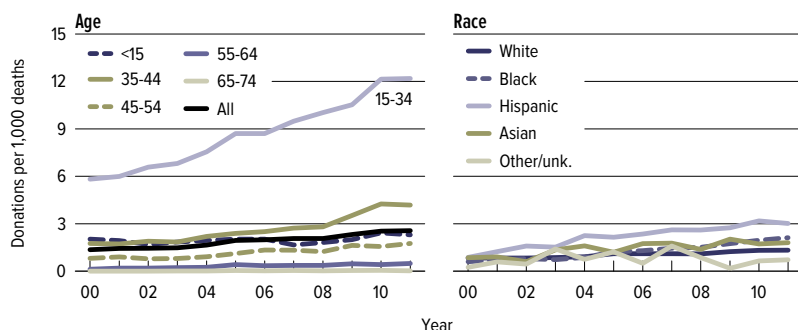 Age
Race
Donations per 1,000 deaths
15
12
9
6
3
0
<15
35-44
45-54
55-64
65-74
All
15-34
00 02 04 06 08 10
White
Black
Hispanic
Asian
Other/unk.
00 02 04 06 08 10
Year